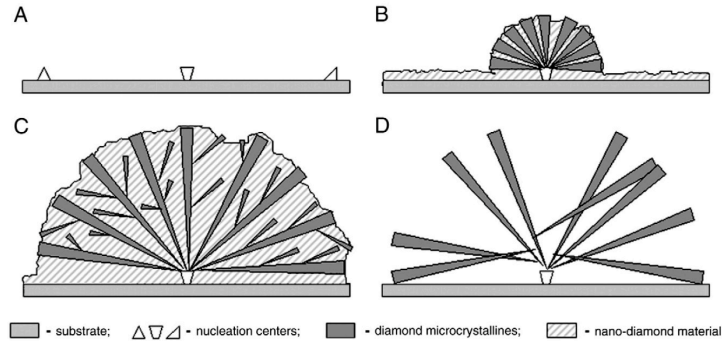 A
B
C
D
- substrate;
- nucleation centers;
- diamond microcrystallines;
- nano-diamond material